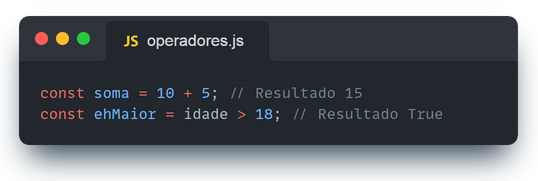 JS operadores.js
const soma = 10 + 5; // Resultado 15
const ehMaior = idade > 18; // Resultado True